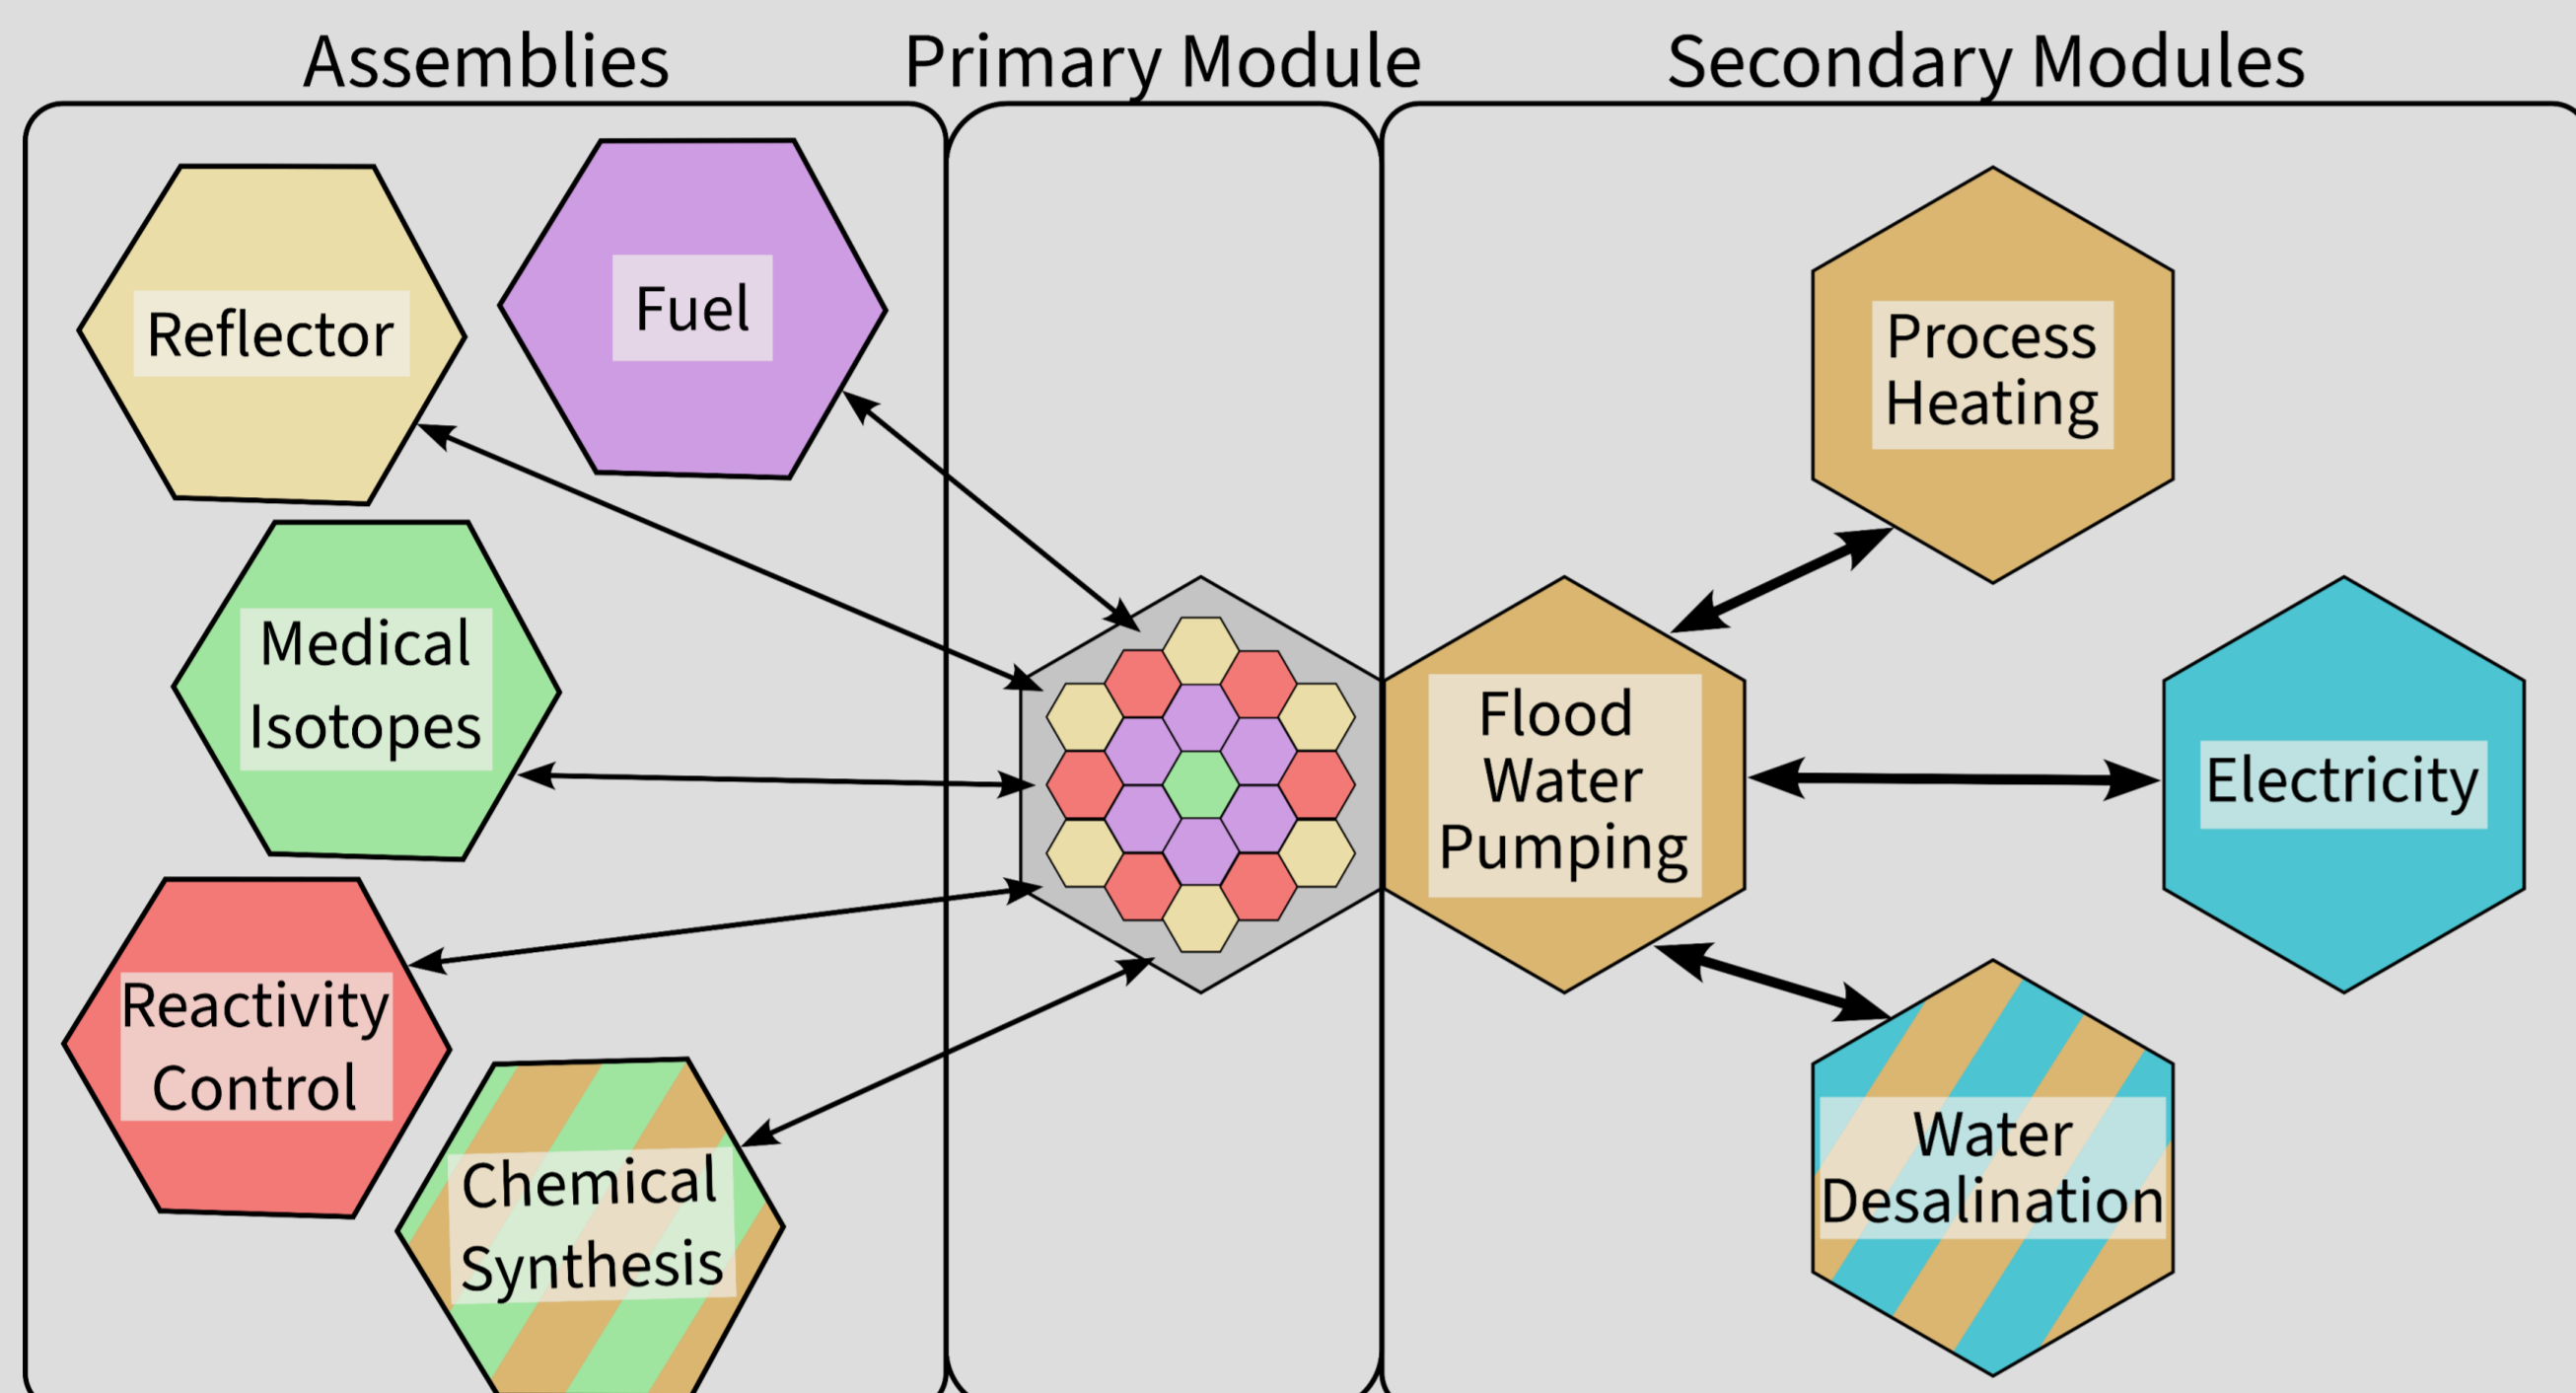 Assemblies
Primary Module
Secondary Modules
Reflector
Fuel
Medical
Isotopes
Reactivity
Control
Chemical
Synthesis
Process
Heating
Flood
Water
Pumping
Electricity
Water
Desalination